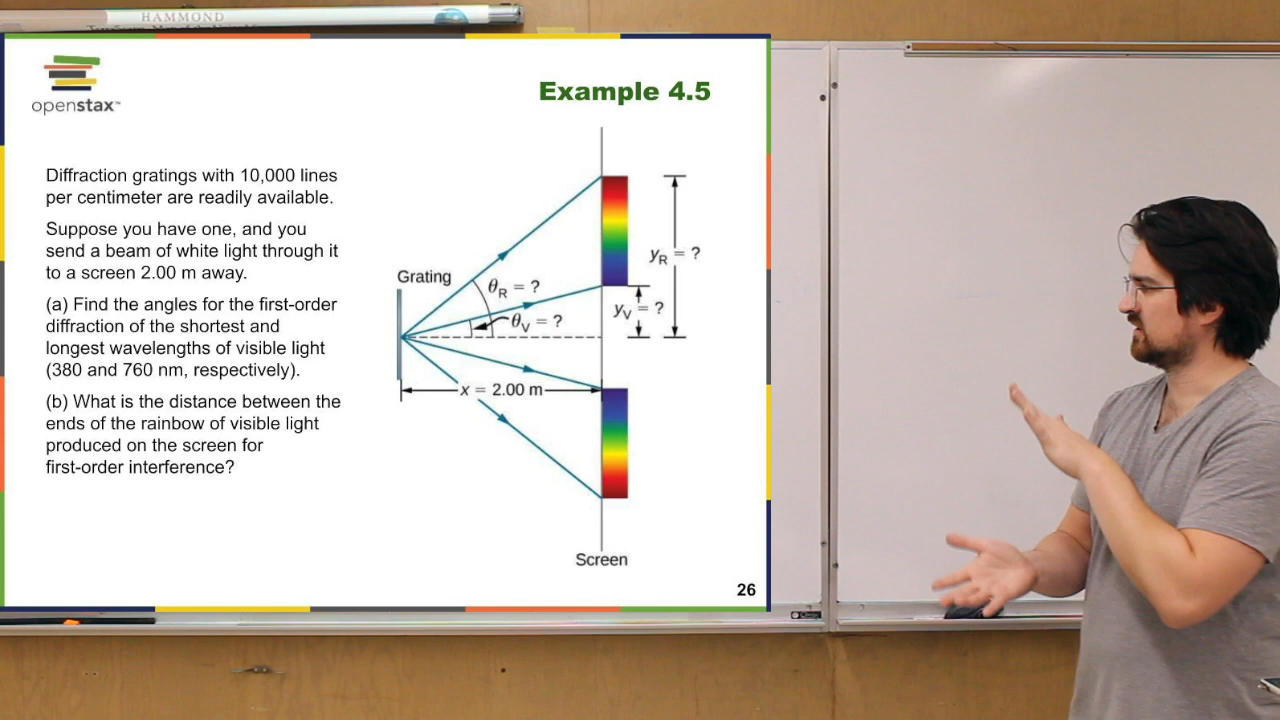 HAMMOND
openstax™
Example 4.5
Diffraction gratings with 10,000 lines
per centimeter are readily available.
Suppose you have one, and you
send a beam of white light through it
to a screen 2.00 m away.
(a) Find the angles for the first-order
diffraction of the shortest and
longest wavelengths of visible light
(380 and 760 nm, respectively).
(b) What is the distance between the
ends of the rainbow of visible light
produced on the screen for
first-order interference?
Grating
θR = ?
θV = ?
yR = ?
yV = ?
x = 2.00 m
Screen
26